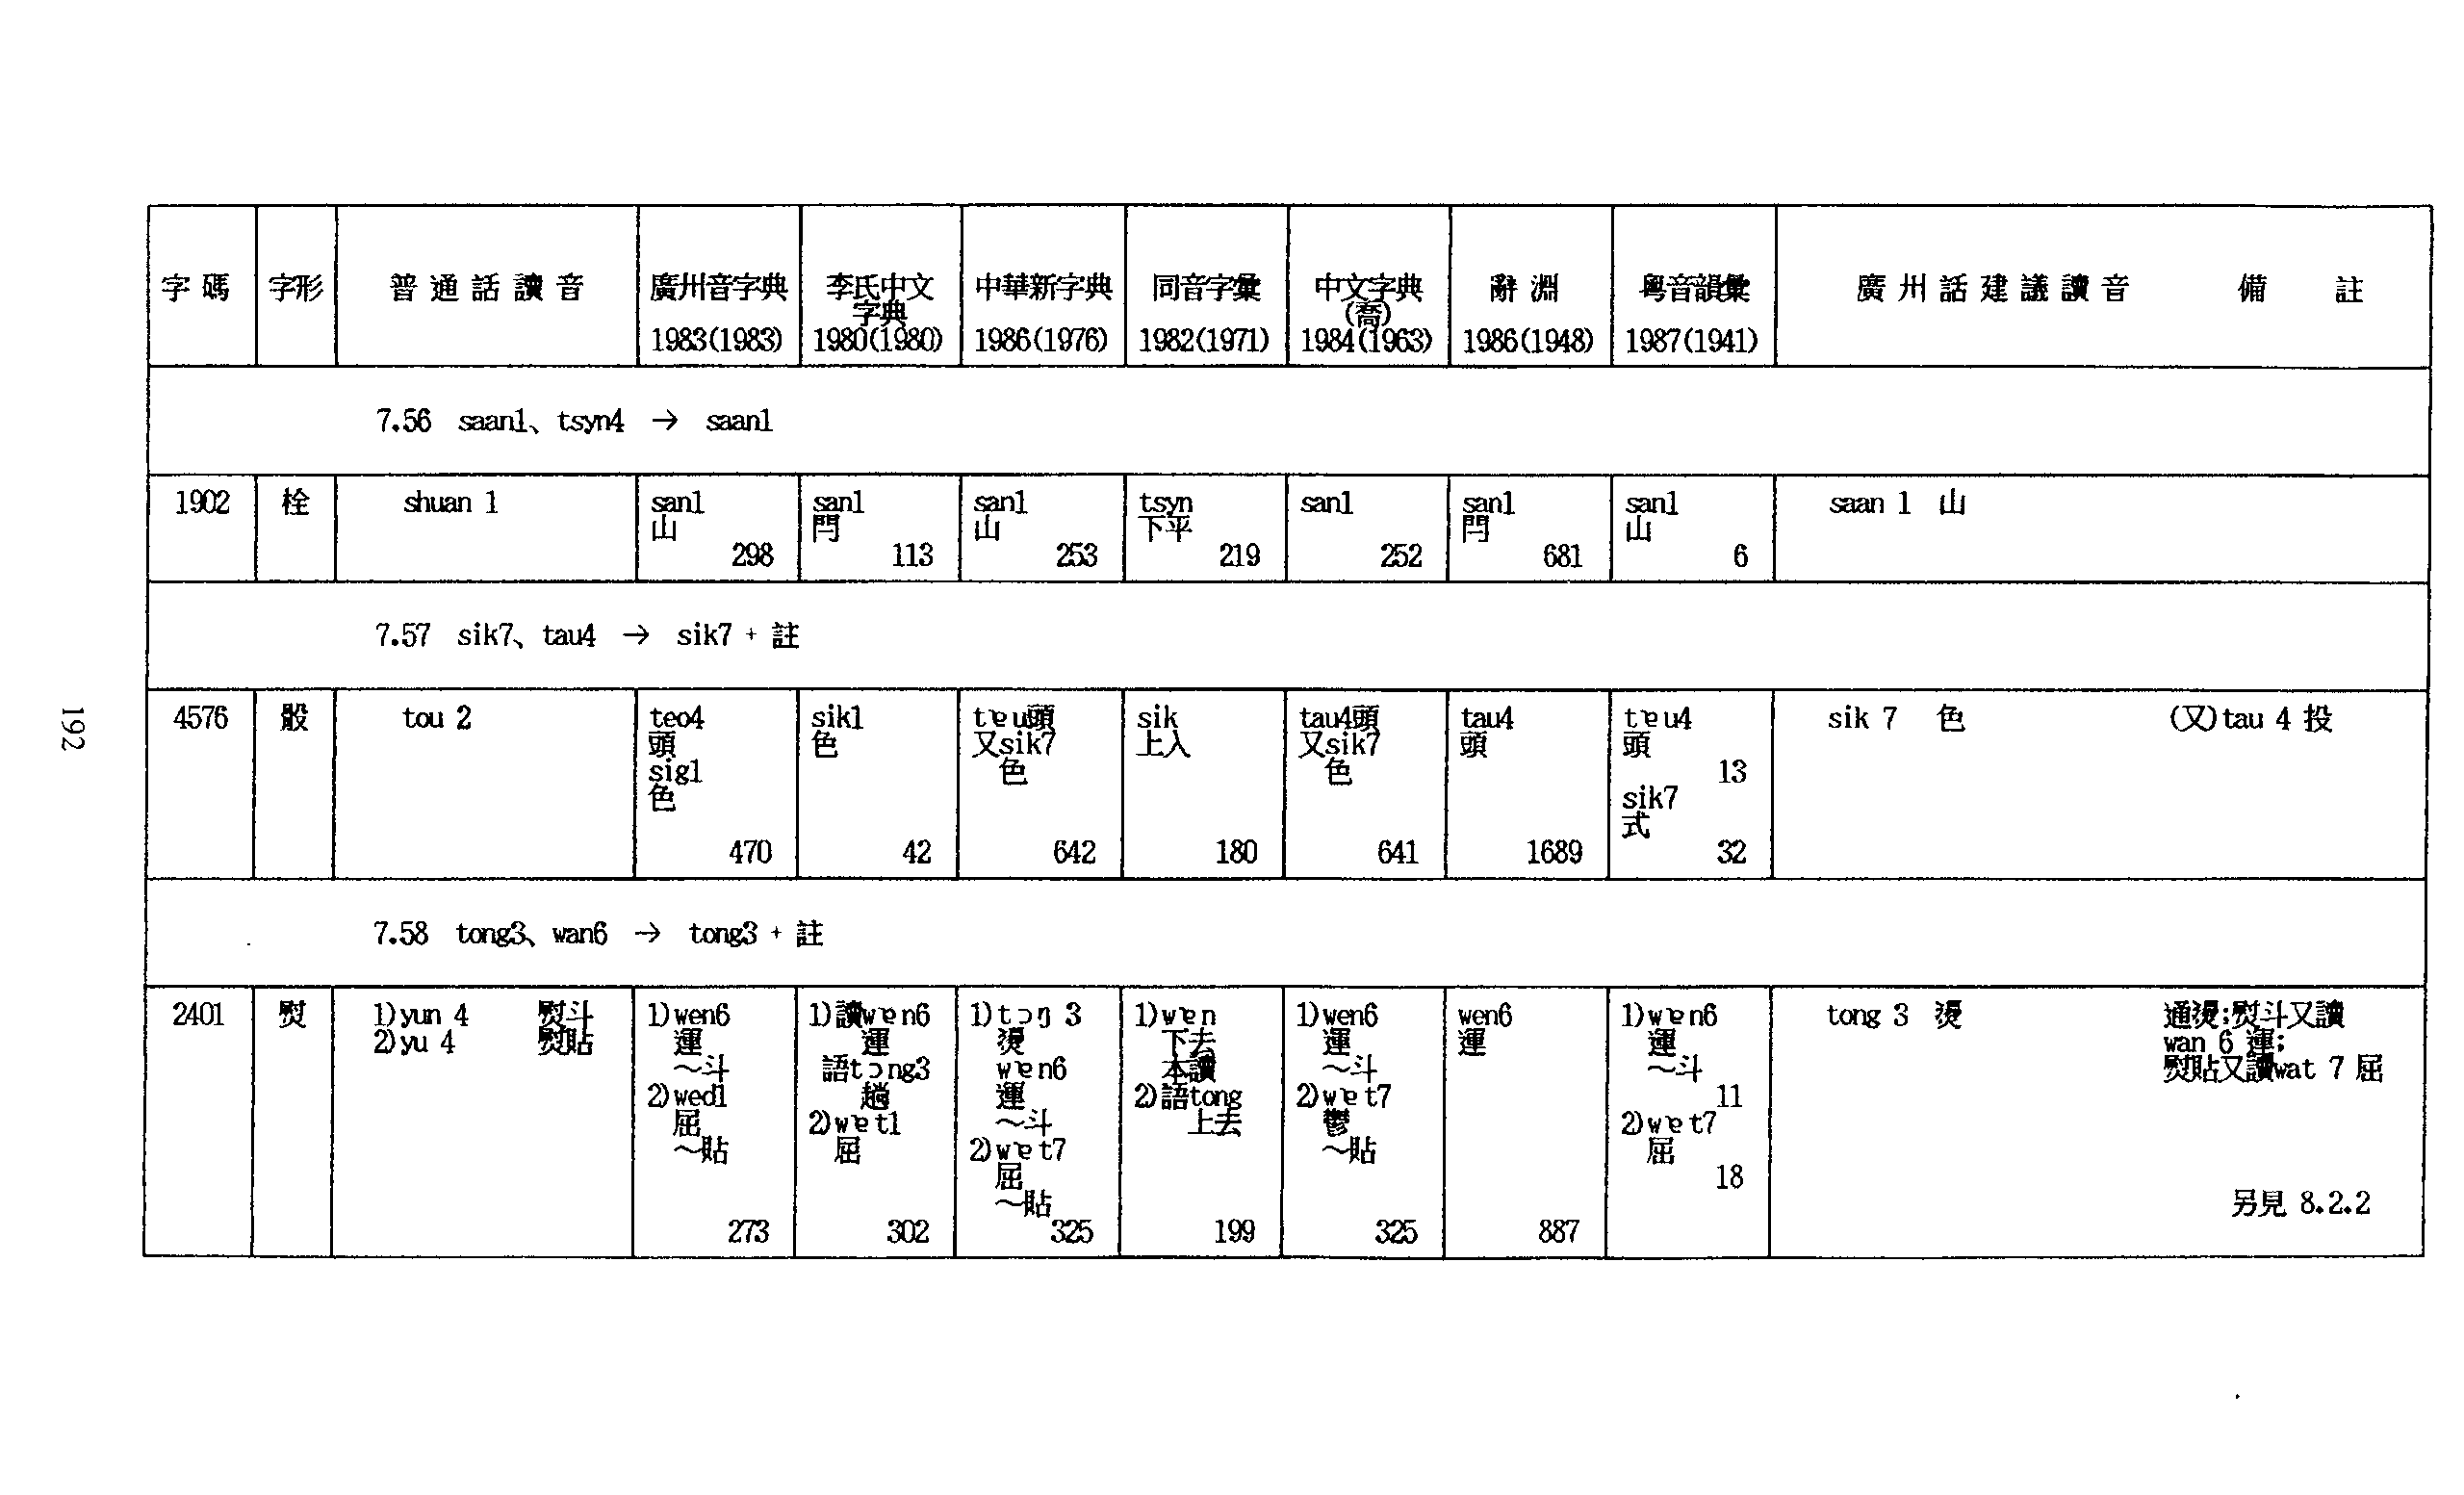 字碼 字形 普通話讀音 廣州音字典 1983(1983) 李氏中文字典 1980(1980) 中華新字典 1986(1976) 同音字彙 1982(1971) 中文字典(喬) 1984(1963) 辭淵 1986(1948) 粵音韻彙 1987(1941) 廣州話建議讀音 備註
7.56 saan1、tsyn4 → saan1
1902 栓 shuan 1 san1 山 298 san1 閂 113 san1 山 253 tsyn 下平 219 san1 252 san1 閂 681 san1 山 6 saan 1 山
7.57 sik7、tau4 → sik7 + 註
4576 骰 tou 2 teo4 頭 sig1 色 470 sik1 色 42 tɐu頭 又sik7 色 642 sik 上入 180 tau4頭 又sik7 色 641 tau4 頭 1689 tɐu4 頭 13 sik7 式 32 sik 7 色 (又)tau 4 投
7.58 tong3、wan6 → tong3 + 註
2401 熨 1)yun 4 熨斗 2)yu 4 熨貼 1)wen6 運 ～斗 2)wed1 屈 ～貼 273 1)讀wɐn6 運 語tɔng3 趟 2)wɐt1 屈 302 1)tɔŋ 3 燙 wɐn6 運 ～斗 2)wɐt7 屈 ～貼 325 1)wɐn 下去 本讀 2)語tong 上去 199 1)wen6 運 ～斗 2)wɐt7 鬱 ～貼 325 wen6 運 887 1)wɐn6 運 ～斗 11 2)wɐt7 屈 18 tong 3 燙 通燙;熨斗又讀 wan 6 運; 熨貼又讀wat 7 屈 另見 8.2.2
192